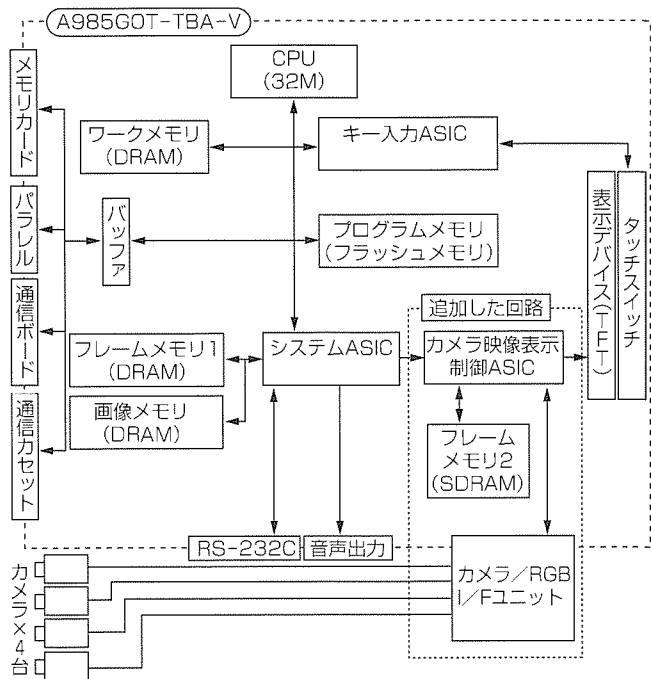 A985GOT-TBA-V
メモリカード
パラレル
通信ボード
通信カセット
CPU
(32M)
ワークメモリ
(DRAM)
キー入力ASIC
バッファ
プログラムメモリ
(フラッシュメモリ)
表示デバイス(TFT)
タッチスイッチ
追加した回路
フレームメモリ1
(DRAM)
システムASIC
カメラ映像表示
制御ASIC
画像メモリ
(DRAM)
フレーム
メモリ2
(SDRAM)
RS-232C
音声出力
カメラ/RGB
I/Fユニット
カメラ×4台